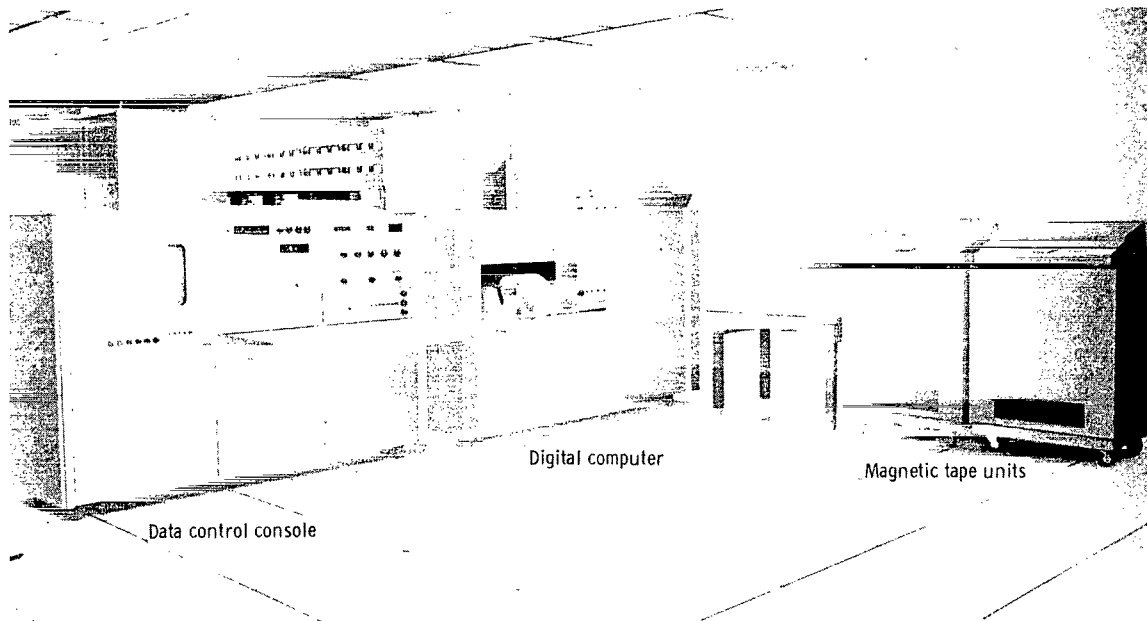 Digital computer
Magnetic tape units
Data control console